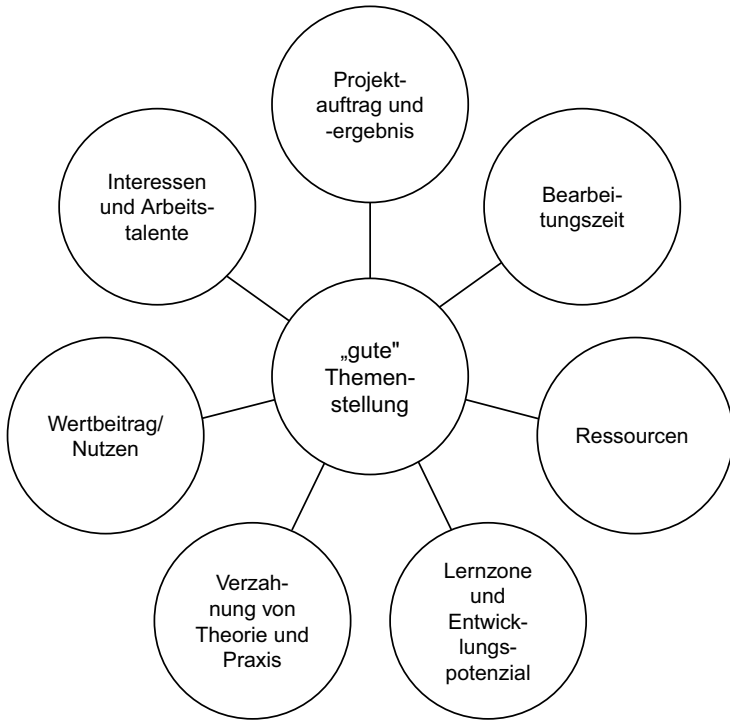 Projekt-
auftrag und
-ergebnis
Bearbei-
tungszeit
Ressourcen
Lernzone
und
Entwick-
lungs-
potenzial
Verzah-
nung von
Theorie und
Praxis
Wertbeitrag/
Nutzen
Interessen
und Arbeits-
talente
„gute"
Themen-
stellung